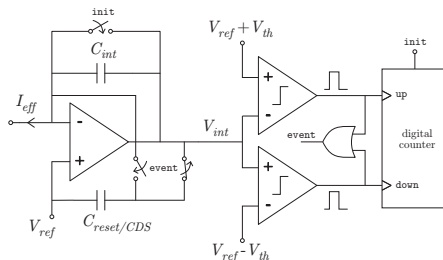 init
C_int
V_ref + V_th
init
I_eff
-
+
+
-
up
V_int
event
digital
counter
event
+
-
down
V_ref
C_reset/CDS
V_ref - V_th